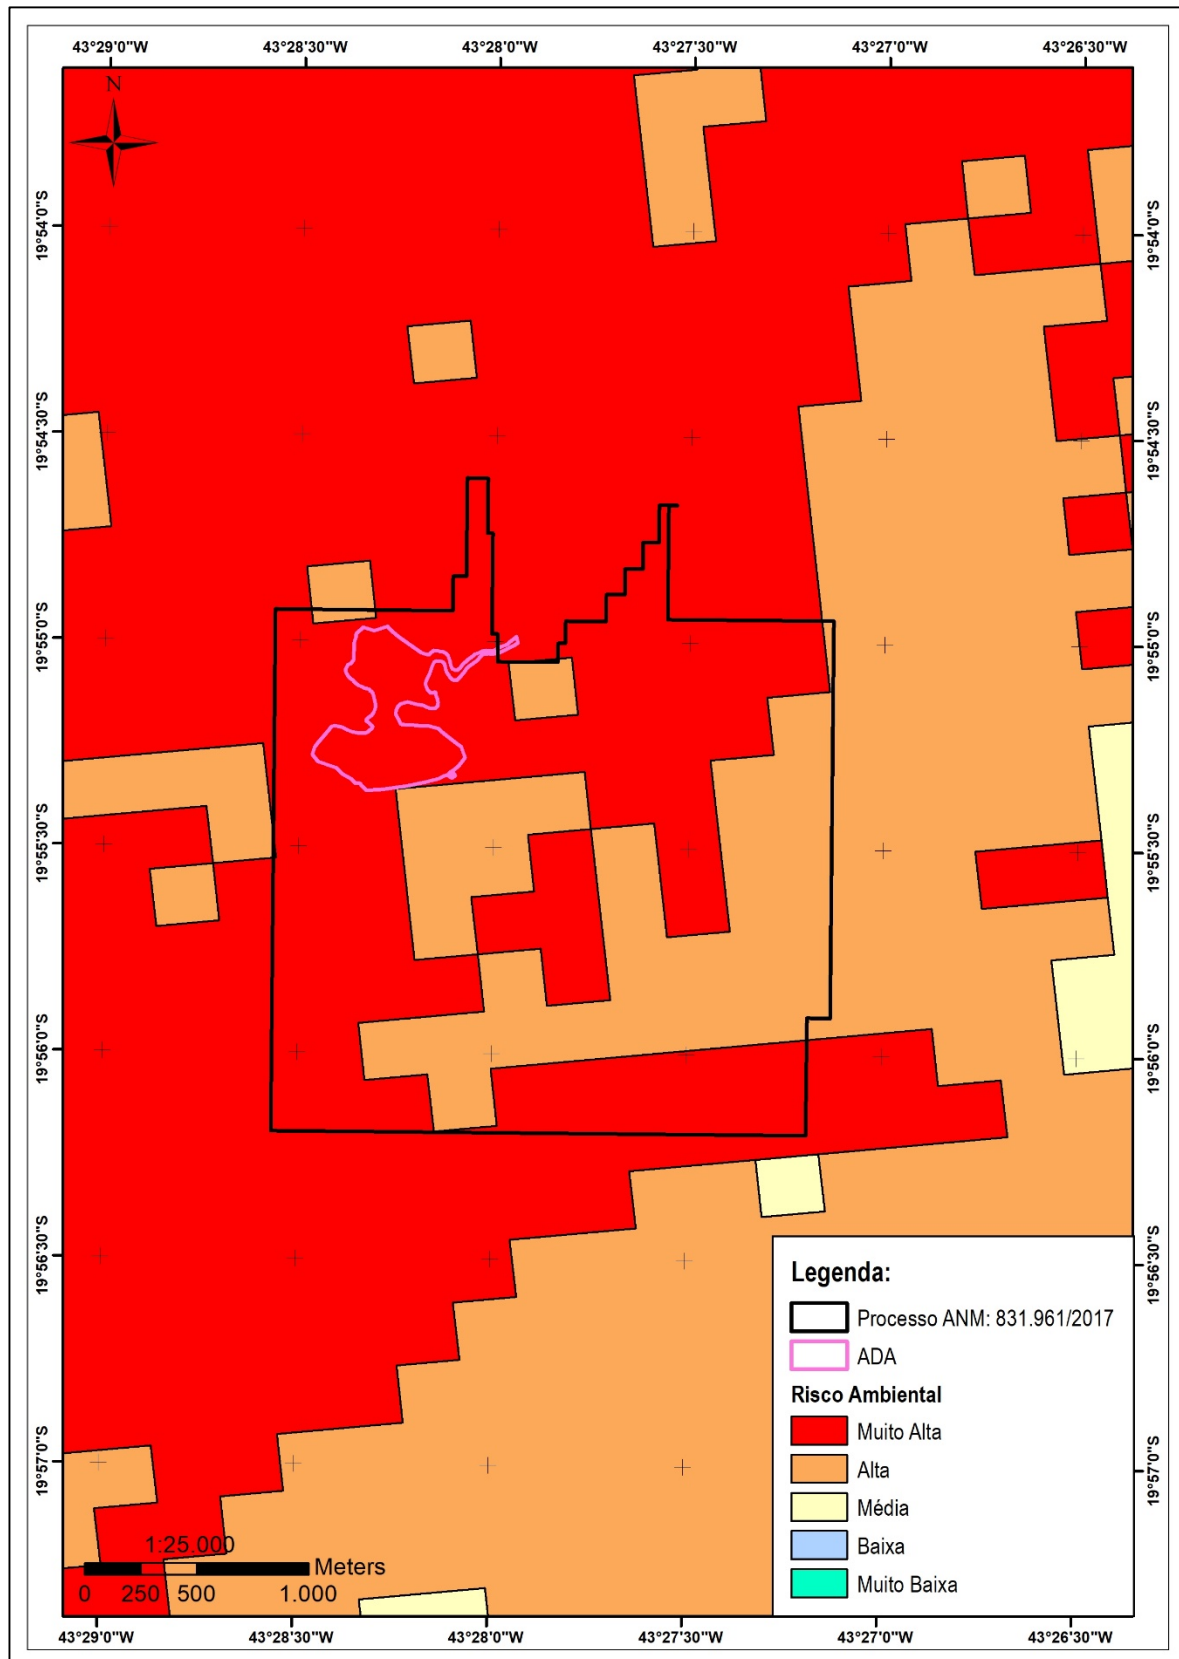 43°29'0"W 43°28'30"W 43°28'0"W 43°27'30"W 43°27'0"W 43°26'30"W
N
19°54'0"S 19°54'0"S
19°54'30"S 19°54'30"S
19°55'0"S 19°55'0"S
19°55'30"S 19°55'30"S
19°56'0"S 19°56'0"S
19°56'30"S 19°56'30"S
19°57'0"S 19°57'0"S
Legenda:
Processo ANM: 831.961/2017
ADA
Risco Ambiental
Muito Alta
Alta
Média
Baixa
Muito Baixa
1:25.000
Meters
0 250 500 1.000
43°29'0"W 43°28'30"W 43°28'0"W 43°27'30"W 43°27'0"W 43°26'30"W